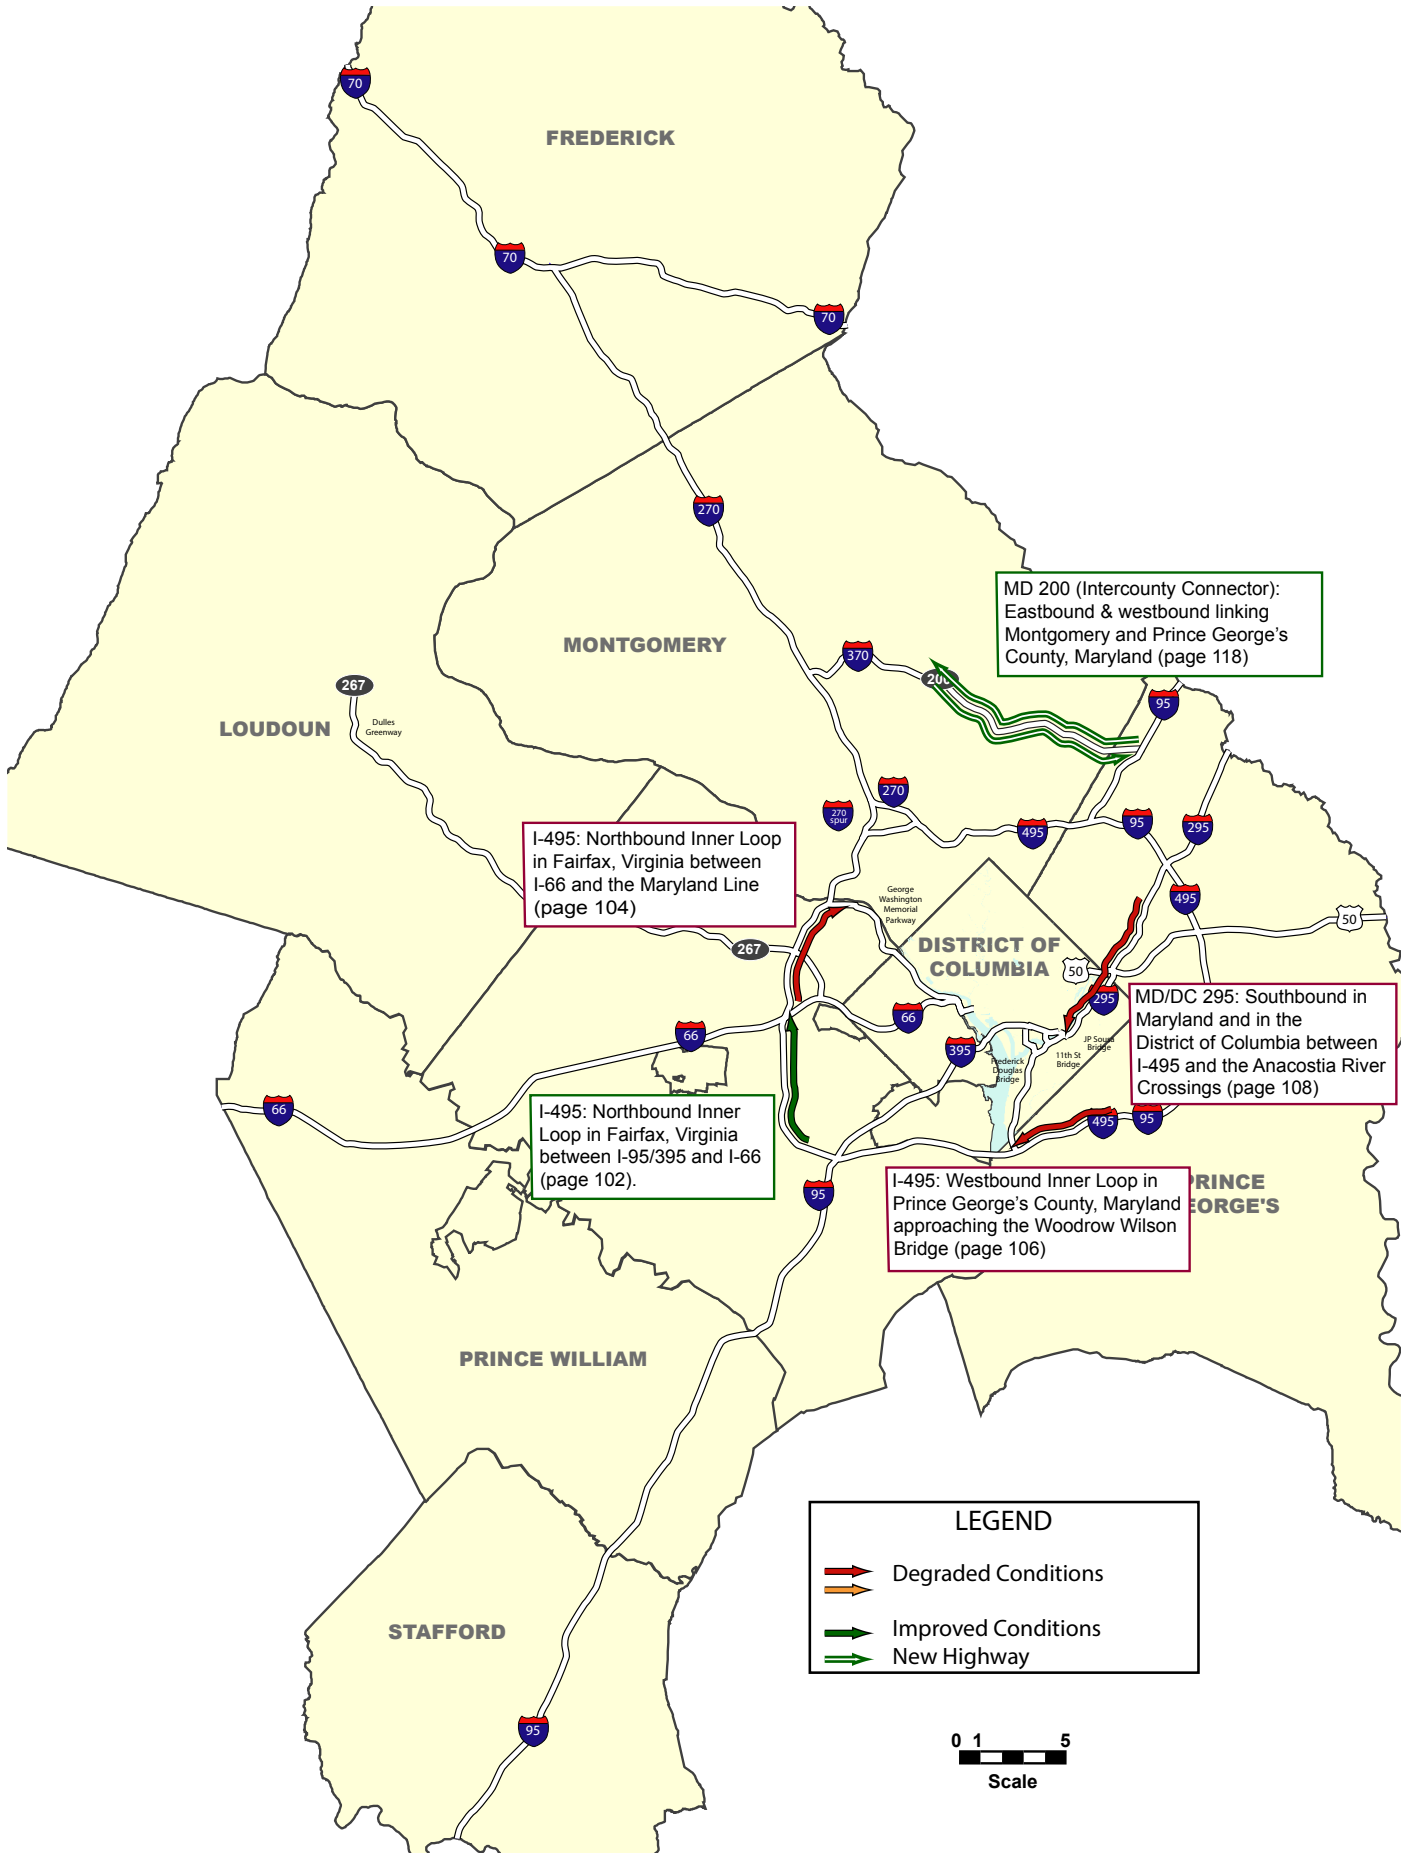 70
FREDERICK
70
70
270
MD 200 (Intercounty Connector):
Eastbound & westbound linking
Montgomery and Prince George's
County, Maryland (page 118)
MONTGOMERY
370
200
267
95
LOUDOUN
Dulles
Greenway
270
270
spur
495
95
295
I-495: Northbound Inner Loop
in Fairfax, Virginia between
I-66 and the Maryland Line
(page 104)
George
Washington
Memorial
Parkway
495
50
267
DISTRICT OF
COLUMBIA
50
295
66
66
395
MD/DC 295: Southbound in
Maryland and in the
District of Columbia between
I-495 and the Anacostia River
Crossings (page 108)
JP Sousa
Bridge
11th St
Bridge
Frederick
Douglas
Bridge
66
I-495: Northbound Inner
Loop in Fairfax, Virginia
between I-95/395 and I-66
(page 102).
495
95
95
I-495: Westbound Inner Loop in
Prince George's County, Maryland
approaching the Woodrow Wilson
Bridge (page 106)
PRINCE
EORGE'S
PRINCE WILLIAM
STAFFORD
95
LEGEND
Degraded Conditions
Improved Conditions
New Highway
0 1 5
Scale